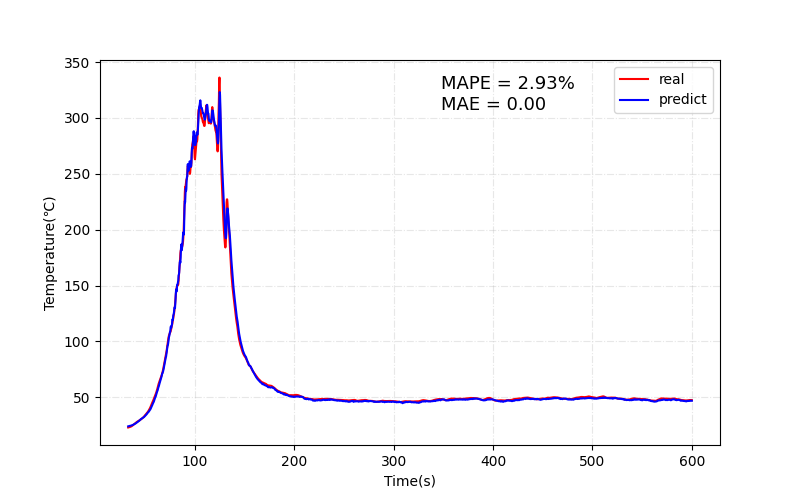 MAPE = 2.93%
MAE = 0.00
real
predict
350
300
250
200
150
100
50
Temperature(℃)
100 200 300 400 500 600
Time(s)